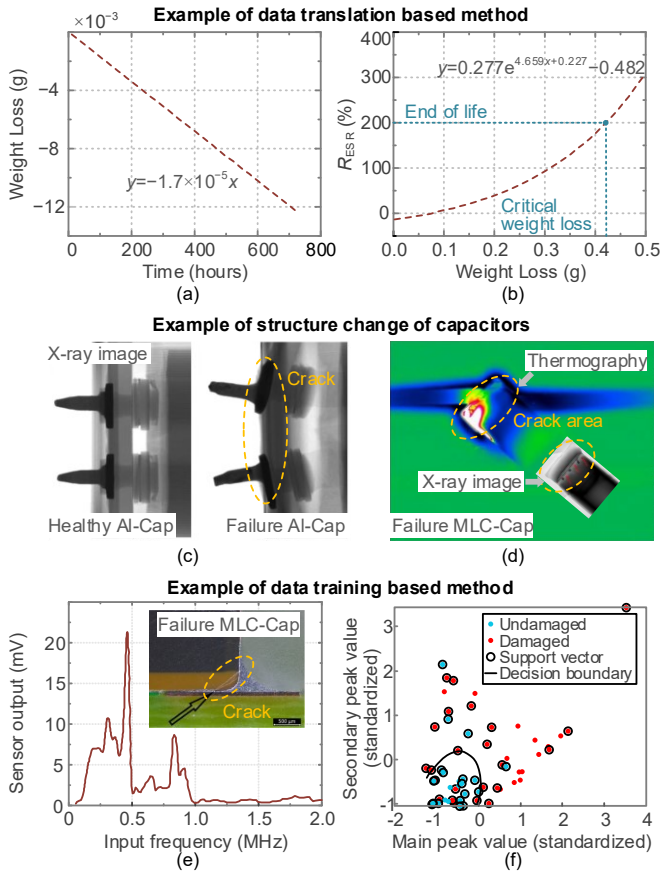 Example of data translation based method
×10⁻³
0
−4
−8
−12
0
200
400
600
800
Weight Loss (g)
y=−1.7×10⁻⁵x
Time (hours)
(a)
400
300
200
100
0
0.0
0.1
0.2
0.3
0.4
0.5
R_ESR (%)
y=0.277e^4.659x+0.227−0.482
End of life
Critical
weight loss
Weight Loss (g)
(b)
Example of structure change of capacitors
X-ray image
Crack
Healthy Al-Cap
Failure Al-Cap
(c)
Thermography
Crack area
X-ray image
Failure MLC-Cap
(d)
Example of data training based method
Sensor output (mV)
20
15
10
5
0
0
0.5
1.0
1.5
2.0
Failure MLC-Cap
Crack
500 µm
Input frequency (MHz)
(e)
Secondary peak value
(standardized)
3
2
1
0
-1
-2
-1
0
1
2
3
4
Undamaged
Damaged
Support vector
Decision boundary
Main peak value (standardized)
(f)